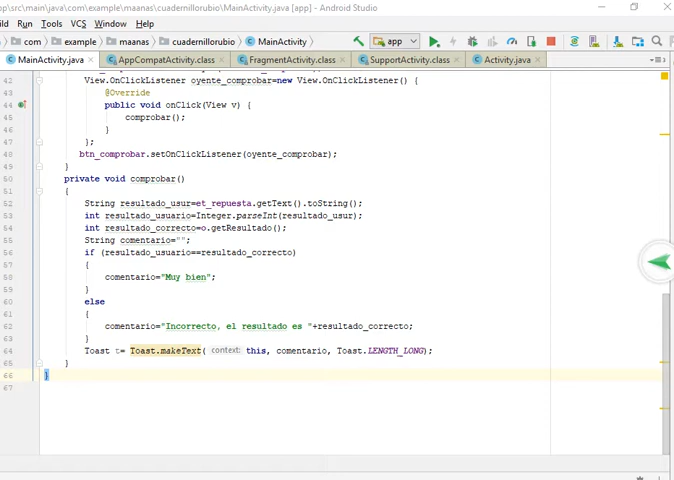 \src\main\java\com\example\maanas\cuadernillorubio\MainActivity.java [app] - Android Studio
ild Run Tools VCS Window Help
com example maanas cuadernillorubio MainActivity app
MainActivity.java AppCompatActivity.class FragmentActivity.class SupportActivity.class Activity.java
42 View.OnClickListener oyente_comprobar=new View.OnClickListener() {
43 @Override
44 public void onClick(View v) {
45 comprobar();
46 }
47 };
48 btn_comprobar.setOnClickListener(oyente_comprobar);
49 }
50 private void comprobar()
51 {
52 String resultado_usur=et_repuesta.getText().toString();
53 int resultado_usuario=Integer.parseInt(resultado_usur);
54 int resultado_correcto=o.getResultado();
55 String comentario="";
56 if (resultado_usuario==resultado_correcto)
57 {
58 comentario="Muy bien";
59 }
60 else
61 {
62 comentario="Incorrecto, el resultado es "+resultado_correcto;
63 }
64 Toast t= Toast.makeText( context: this, comentario, Toast.LENGTH_LONG);
65 }
66 }
67